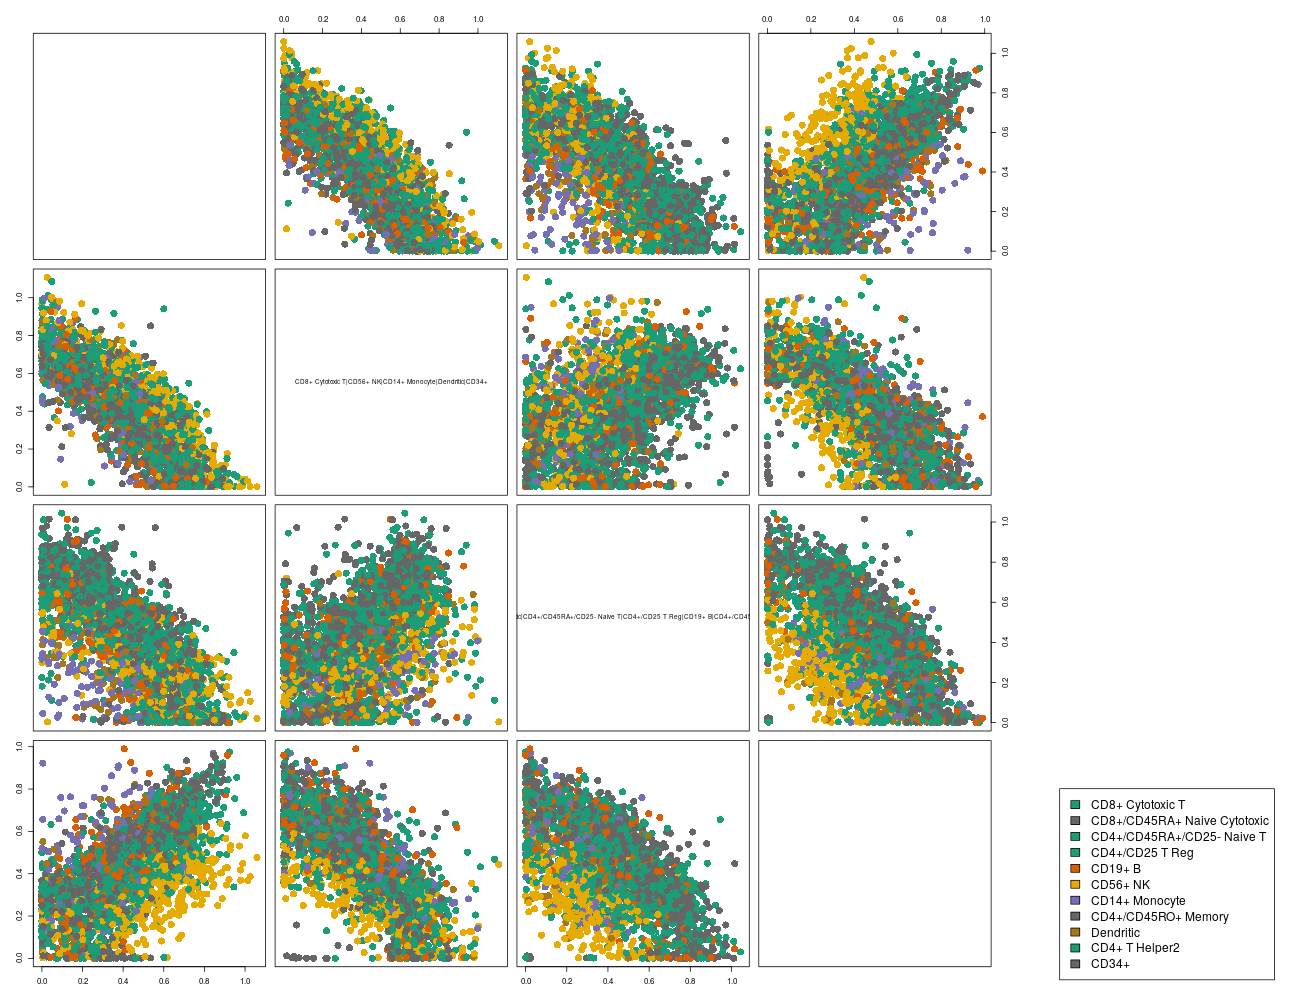 0.0 0.2 0.4 0.6 0.8 1.0
0.0 0.2 0.4 0.6 0.8 1.0
1.0
0.8
0.6
0.4
0.2
0.0
1.0
0.8
0.6
0.4
0.2
0.0
CD8+ Cytotoxic T|CD56+ NK|CD14+ Monocyte|Dendritic|CD34+
CD4+/CD45RA+/CD25- Naive T|CD4+/CD25 T Reg|CD19+ B|CD4+/CD45
1.0
0.8
0.6
0.4
0.2
0.0
1.0
0.8
0.6
0.4
0.2
0.0
0.0 0.2 0.4 0.6 0.8 1.0
0.0 0.2 0.4 0.6 0.8 1.0
CD8+ Cytotoxic T
CD8+/CD45RA+ Naive Cytotoxic
CD4+/CD45RA+/CD25- Naive T
CD4+/CD25 T Reg
CD19+ B
CD56+ NK
CD14+ Monocyte
CD4+/CD45RO+ Memory
Dendritic
CD4+ T Helper2
CD34+